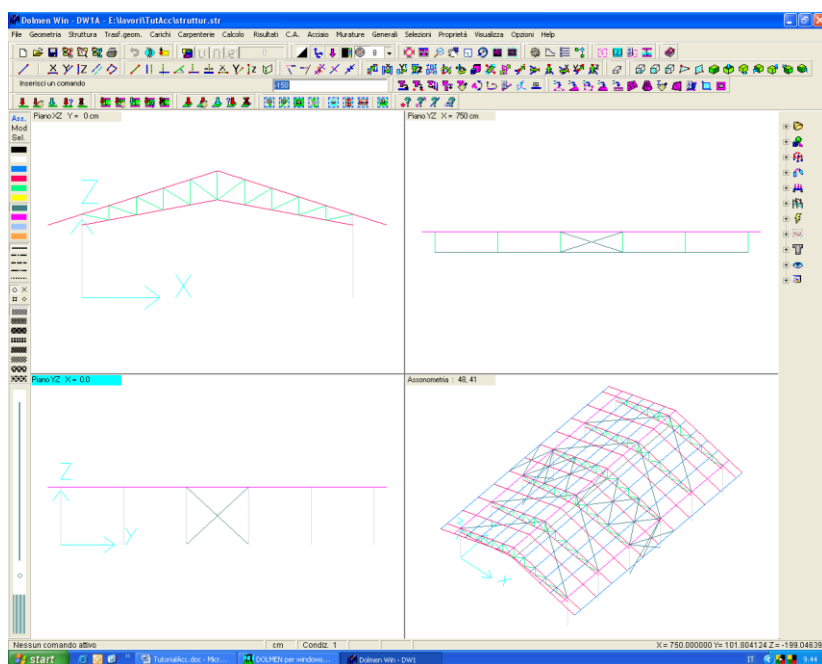 Dolmen Win - DW1A - E:\lavori\TutAcc\struttur.str
File Geometria Struttura Trasf.geom. Carichi Carpenterie Calcolo Risultati C.A. Acciaio Murature Generali Selezioni Proprietà Visualizza Opzioni Help
Inserisci un comando
-150
Ass.
Mod
Sel.
Piano XZ Y = 0 cm
Z
X
Piano YZ X = 750 cm
Piano YZ X = 0.0
Z
Y
Assonometria : 48, 41
Z
X
Nessun comando attivo
cm
Condiz. 1
X= 750.000000 Y= 101.804124 Z= -199.04639
start
TutorialAcc.doc - Micr...
DOLMEN per windows...
Dolmen Win - DW1
IT
9.44